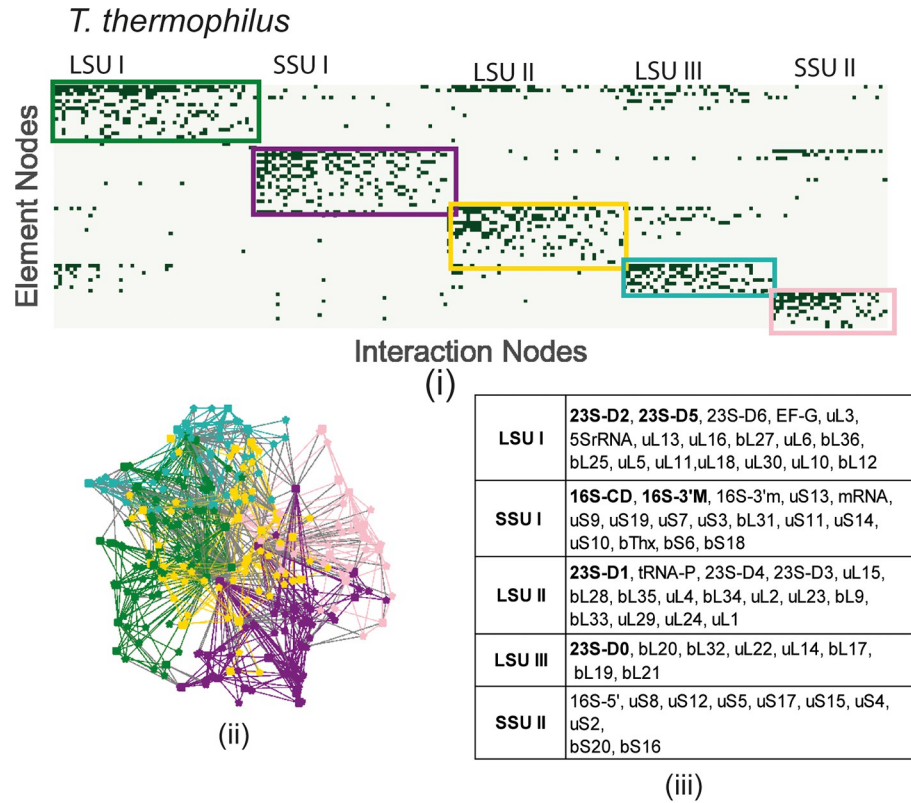 T. thermophilus
LSU I
SSU I
LSU II
LSU III
SSU II
Element Nodes
Interaction Nodes
(i)
(ii)
LSU I
23S-D2, 23S-D5, 23S-D6, EF-G, uL3,
5SrRNA, uL13, uL16, bL27, uL6, bL36,
bL25, uL5, uL11,uL18, uL30, uL10, bL12
SSU I
16S-CD, 16S-3'M, 16S-3'm, uS13, mRNA,
uS9, uS19, uS7, uS3, bL31, uS11, uS14,
uS10, bThx, bS6, bS18
LSU II
23S-D1, tRNA-P, 23S-D4, 23S-D3, uL15,
bL28, bL35, uL4, bL34, uL2, uL23, bL9,
bL33, uL29, uL24, uL1
LSU III
23S-D0, bL20, bL32, uL22, uL14, bL17,
bL19, bL21
SSU II
16S-5', uS8, uS12, uS5, uS17, uS15, uS4,
uS2,
bS20, bS16
(iii)